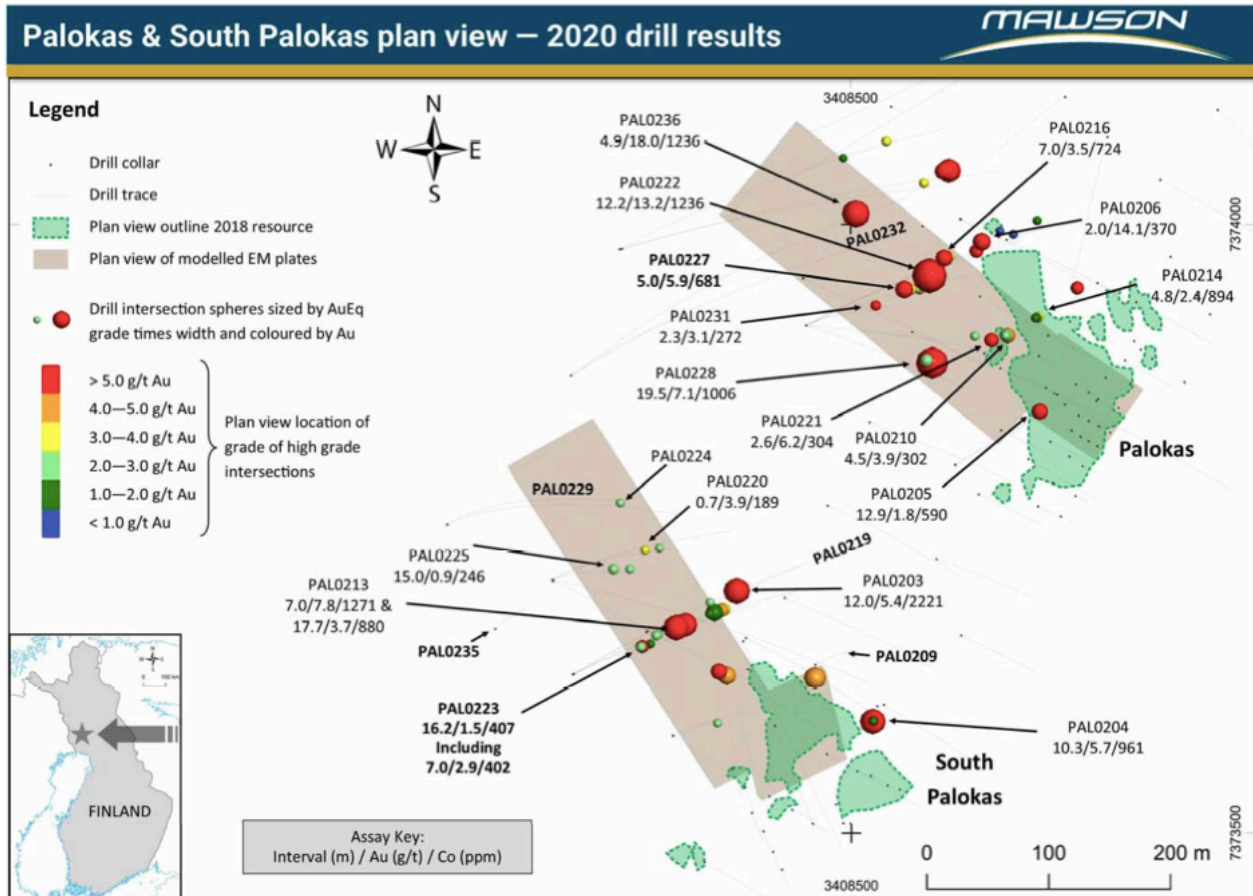 Palokas & South Palokas plan view — 2020 drill results
MAWSON
Legend
Drill collar
Drill trace
Plan view outline 2018 resource
Plan view of modelled EM plates
Drill intersection spheres sized by AuEq
grade times width and coloured by Au
> 5.0 g/t Au
4.0—5.0 g/t Au
3.0—4.0 g/t Au
2.0—3.0 g/t Au
1.0—2.0 g/t Au
< 1.0 g/t Au
Plan view location of
grade of high grade
intersections
N
W E
S
3408500
7374000
PAL0236
4.9/18.0/1236
PAL0216
7.0/3.5/724
PAL0222
12.2/13.2/1236
PAL0232
PAL0206
2.0/14.1/370
PAL0227
5.0/5.9/681
PAL0214
4.8/2.4/894
PAL0231
2.3/3.1/272
PAL0228
19.5/7.1/1006
PAL0221
2.6/6.2/304
PAL0210
4.5/3.9/302
PAL0205
12.9/1.8/590
Palokas
PAL0224
PAL0229
PAL0220
0.7/3.9/189
PAL0225
15.0/0.9/246
PAL0219
PAL0213
7.0/7.8/1271 &
17.7/3.7/880
PAL0203
12.0/5.4/2221
PAL0235
PAL0209
PAL0223
16.2/1.5/407
Including
7.0/2.9/402
PAL0204
10.3/5.7/961
South
Palokas
N
W E
S
0 100 km
FINLAND
Assay Key:
Interval (m) / Au (g/t) / Co (ppm)
7373500
0 100 200 m
3408500